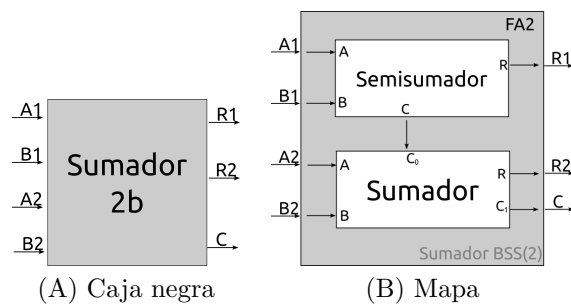 A1
B1
A2
B2
Sumador
2b
R1
R2
C
(A) Caja negra
FA2
A1
B1
A2
B2
A
B
Semisumador
R
C
C₀
A
B
Sumador
R
C₁
R1
R2
C
Sumador BSS(2)
(B) Mapa